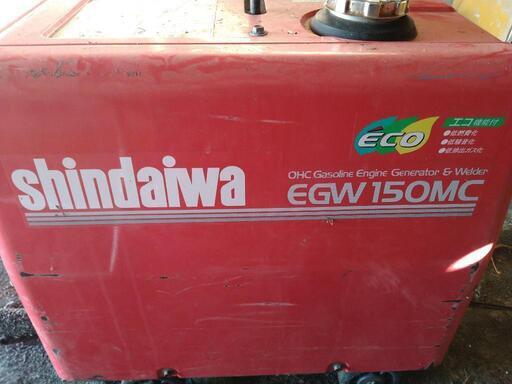 ECO
エコ機能付
●低燃費化
●低騒音化
●低排出ガス化
shindaiwa
OHC Gasoline Engine Generator & Welder
EGW150MC